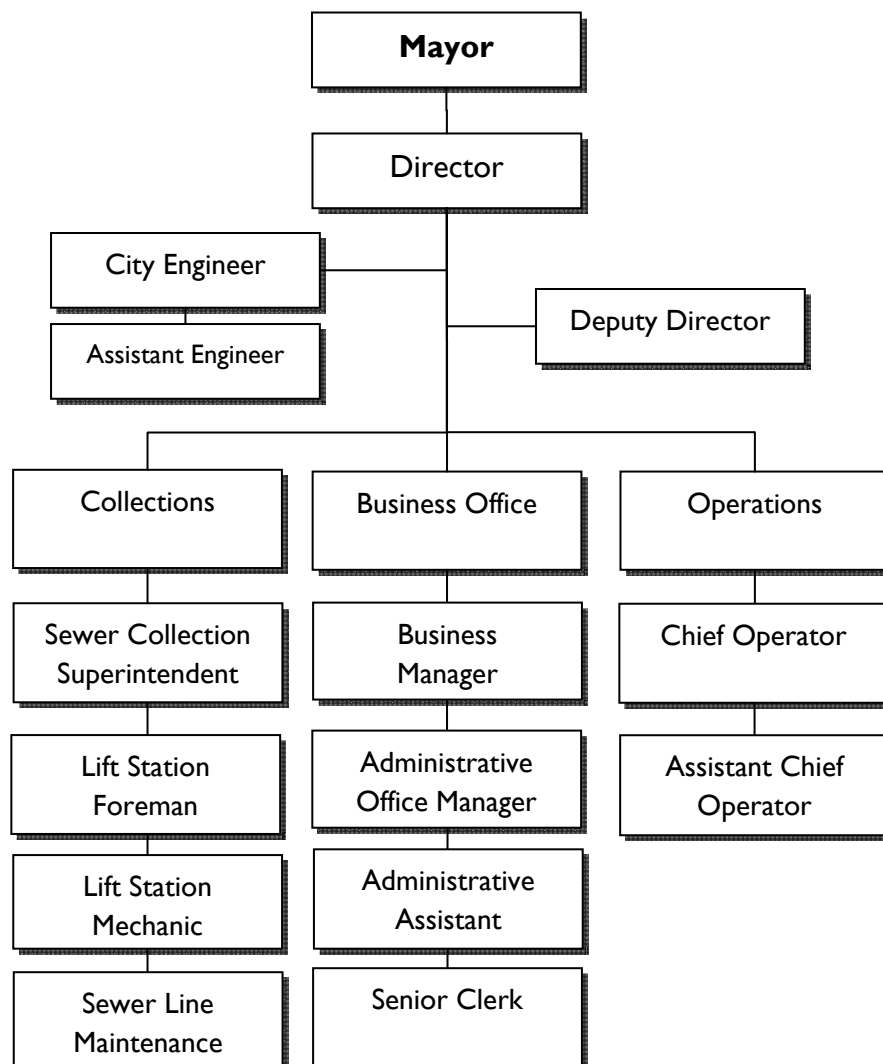 Mayor
Director
City Engineer
Assistant Engineer
Deputy Director
Collections
Business Office
Operations
Sewer Collection
Superintendent
Business
Manager
Chief Operator
Lift Station
Foreman
Administrative
Office Manager
Assistant Chief
Operator
Lift Station
Mechanic
Administrative
Assistant
Sewer Line
Maintenance
Senior Clerk